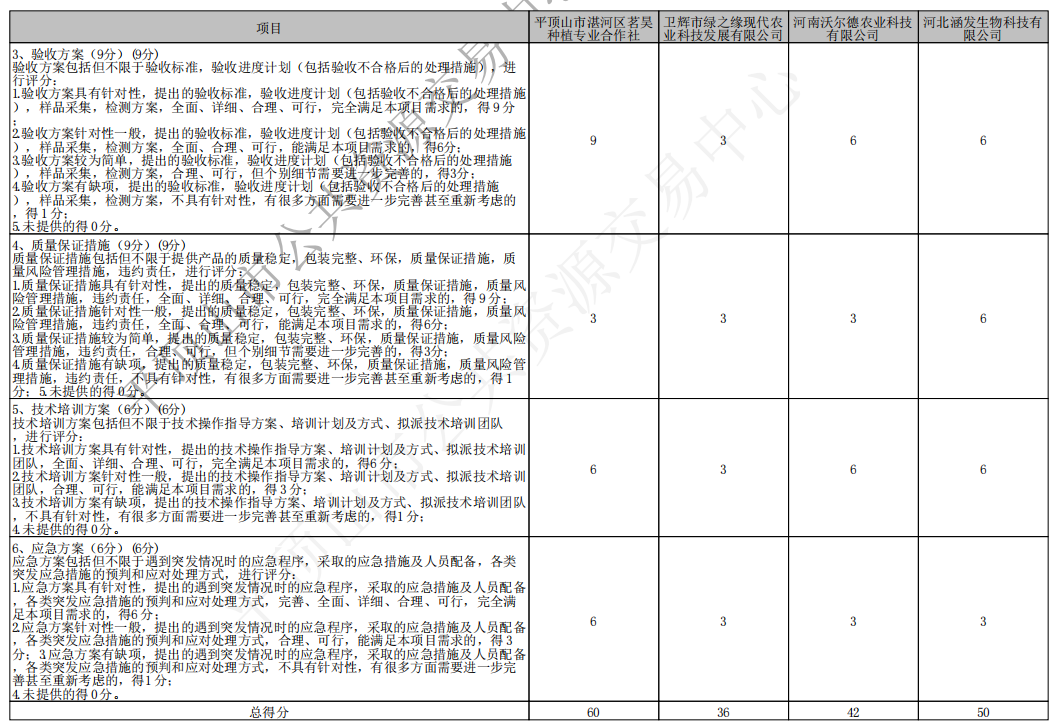 项目
平顶山市湛河区茗昊
种植专业合作社
卫辉市绿之缘现代农
业科技发展有限公司
河南沃尔德农业科技
有限公司
河北涵发生物科技有
限公司
3、验收方案（9分）(9分)
验收方案包括但不限于验收标准，验收进度计划（包括验收不合格后的处理措施），进
行评分：
1.验收方案具有针对性，提出的验收标准，验收进度计划（包括验收不合格后的处理措施
），样品采集，检测方案，全面、详细、合理、可行，完全满足本项目需求的，得 9 分
；
2.验收方案针对性一般，提出的验收标准，验收进度计划（包括验收不合格后的处理措施
），样品采集，检测方案，全面、合理、可行，能满足本项目需求的，得6分；
3.验收方案较为简单，提出的验收标准，验收进度计划（包括验收不合格后的处理措施
），样品采集，检测方案，合理、可行，但个别细节需要进一步完善的，得3分；
4.验收方案有缺项，提出的验收标准，验收进度计划（包括验收不合格后的处理措施
），样品采集，检测方案，不具有针对性，有很多方面需要进一步完善甚至重新考虑的
，得 1 分；
5.未提供的得 0 分。
9
3
6
6
4、质量保证措施（9分）(9分)
质量保证措施包括但不限于提供产品的质量稳定，包装完整、环保，质量保证措施，质
量风险管理措施，违约责任，进行评分：
1.质量保证措施具有针对性，提出的质量稳定，包装完整、环保，质量保证措施，质量风
险管理措施，违约责任，全面、详细、合理、可行，完全满足本项目需求的，得 9 分；
2.质量保证措施针对性一般，提出的质量稳定，包装完整、环保，质量保证措施，质量风
险管理措施，违约责任，全面、合理、可行，能满足本项目需求的，得6分；
3.质量保证措施较为简单，提出的质量稳定，包装完整、环保，质量保证措施，质量风险
管理措施，违约责任，合理、可行，但个别细节需要进一步完善的，得3分；
4.质量保证措施有缺项，提出的质量稳定，包装完整、环保，质量保证措施，质量风险管
理措施，违约责任，不具有针对性，有很多方面需要进一步完善甚至重新考虑的，得 1
分；5.未提供的得 0 分。
3
3
3
6
5、技术培训方案（6分）(6分)
技术培训方案包括但不限于技术操作指导方案、培训计划及方式、拟派技术培训团队
，进行评分：
1.技术培训方案具有针对性，提出的技术操作指导方案、培训计划及方式、拟派技术培训
团队，全面、详细、合理、可行，完全满足本项目需求的，得6 分；
2.技术培训方案针对性一般，提出的技术操作指导方案、培训计划及方式、拟派技术培训
团队，合理、可行，能满足本项目需求的，得 3 分；
3.技术培训方案有缺项，提出的技术操作指导方案、培训计划及方式、拟派技术培训团队
，不具有针对性，有很多方面需要进一步完善甚至重新考虑的，得1 分；
4.未提供的得 0 分。
6
3
6
6
6、应急方案（6分）(6分)
应急方案包括但不限于遇到突发情况时的应急程序，采取的应急措施及人员配备，各类
突发应急措施的预判和应对处理方式，进行评分：
1.应急方案具有针对性，提出的遇到突发情况时的应急程序，采取的应急措施及人员配备
，各类突发应急措施的预判和应对处理方式，完善、全面、详细、合理、可行，完全满
足本项目需求的，得6 分；
2.应急方案针对性一般，提出的遇到突发情况时的应急程序，采取的应急措施及人员配备
，各类突发应急措施的预判和应对处理方式，合理、可行，能满足本项目需求的，得 3
分；3.应急方案有缺项，提出的遇到突发情况时的应急程序，采取的应急措施及人员配备
，各类突发应急措施的预判和应对处理方式，不具有针对性，有很多方面需要进一步完
善甚至重新考虑的，得1 分；
4.未提供的得 0 分。
6
3
3
3
总得分
60
36
42
50
平顶山市公共资源交易中心
平顶山市公共资源交易中心